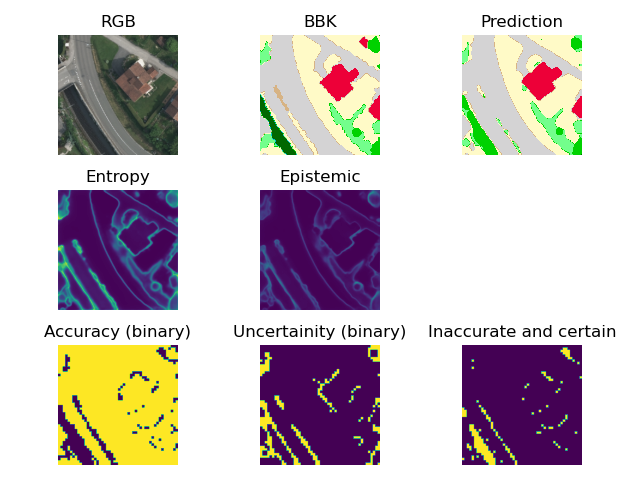 RGB
BBK
Prediction
Entropy
Epistemic
Accuracy (binary)
Uncertainity (binary)
Inaccurate and certain